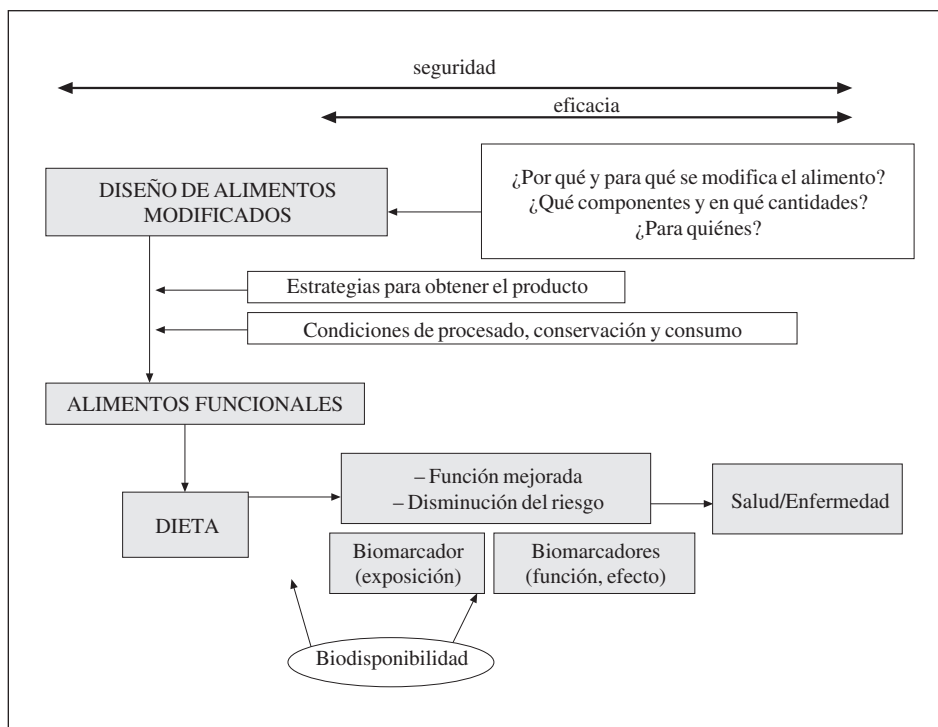 seguridad
eficacia
DISEÑO DE ALIMENTOS
MODIFICADOS
¿Por qué y para qué se modifica el alimento?
¿Qué componentes y en qué cantidades?
¿Para quiénes?
Estrategias para obtener el producto
Condiciones de procesado, conservación y consumo
ALIMENTOS FUNCIONALES
DIETA
– Función mejorada
– Disminución del riesgo
Salud/Enfermedad
Biomarcador
(exposición)
Biomarcadores
(función, efecto)
Biodisponibilidad